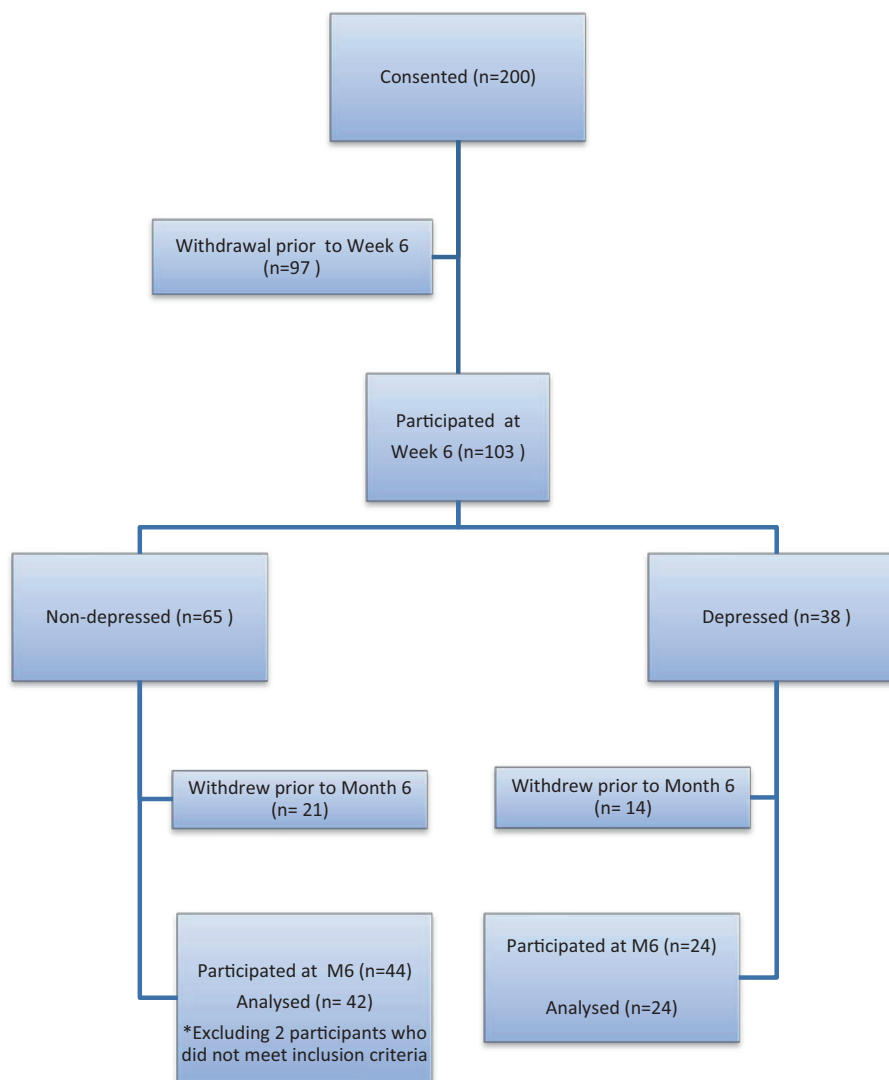 Consented (n=200)
Withdrawal prior to Week 6
(n=97 )
Participated at
Week 6 (n=103 )
Non-depressed (n=65 )
Depressed (n=38 )
Withdrew prior to Month 6
(n= 21)
Withdrew prior to Month 6
(n= 14)
Participated at M6 (n=44)
Analysed (n= 42)
*Excluding 2 participants who
did not meet inclusion criteria
Participated at M6 (n=24)
Analysed (n=24)